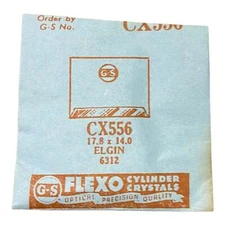 Order by
G-S No.
CX556
G-S
CX556
17.8 x 14.0
ELGIN
6312
G-S FLEXO CYLINDER
CRYSTALS
OPTICAL PRECISION QUALITY